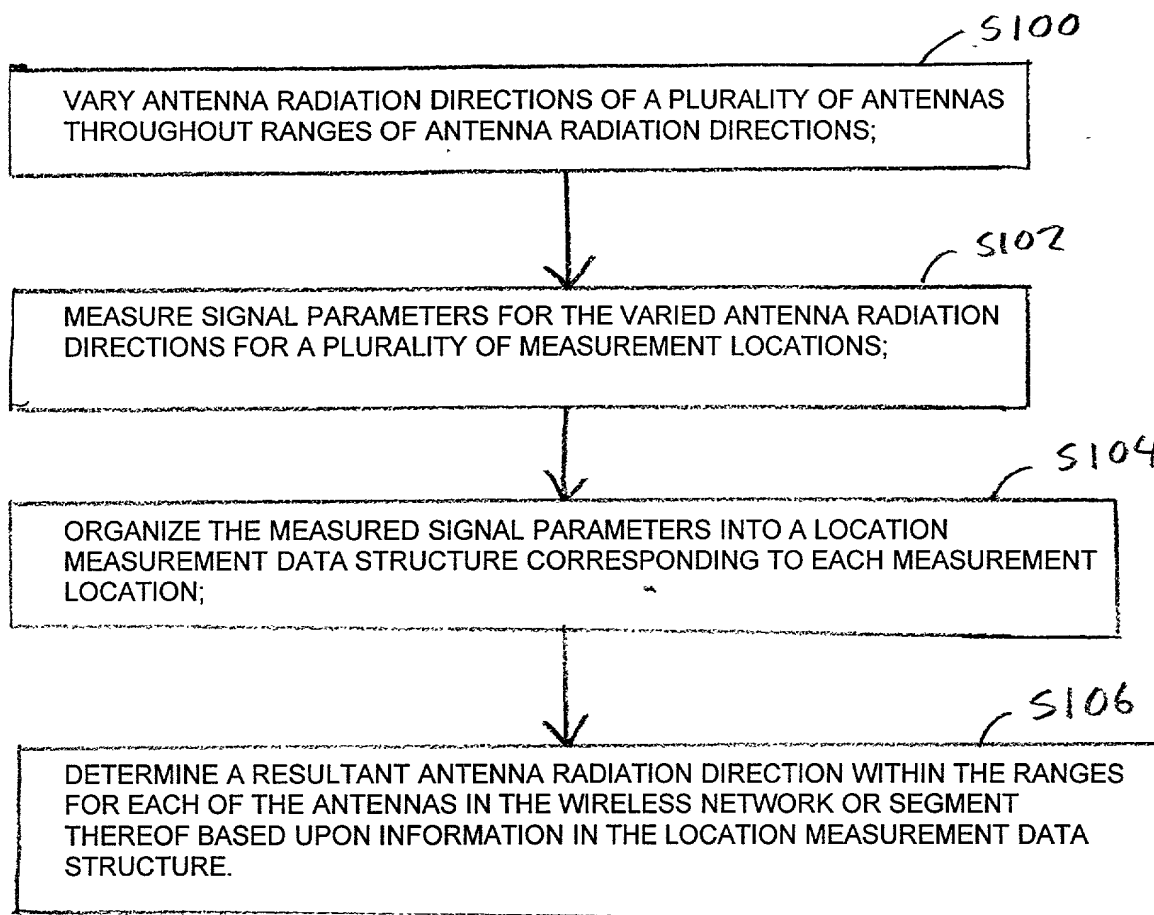 S100
VARY ANTENNA RADIATION DIRECTIONS OF A PLURALITY OF ANTENNAS
THROUGHOUT RANGES OF ANTENNA RADIATION DIRECTIONS;
S102
MEASURE SIGNAL PARAMETERS FOR THE VARIED ANTENNA RADIATION
DIRECTIONS FOR A PLURALITY OF MEASUREMENT LOCATIONS;
S104
ORGANIZE THE MEASURED SIGNAL PARAMETERS INTO A LOCATION
MEASUREMENT DATA STRUCTURE CORRESPONDING TO EACH MEASUREMENT
LOCATION;
S106
DETERMINE A RESULTANT ANTENNA RADIATION DIRECTION WITHIN THE RANGES
FOR EACH OF THE ANTENNAS IN THE WIRELESS NETWORK OR SEGMENT
THEREOF BASED UPON INFORMATION IN THE LOCATION MEASUREMENT DATA
STRUCTURE.